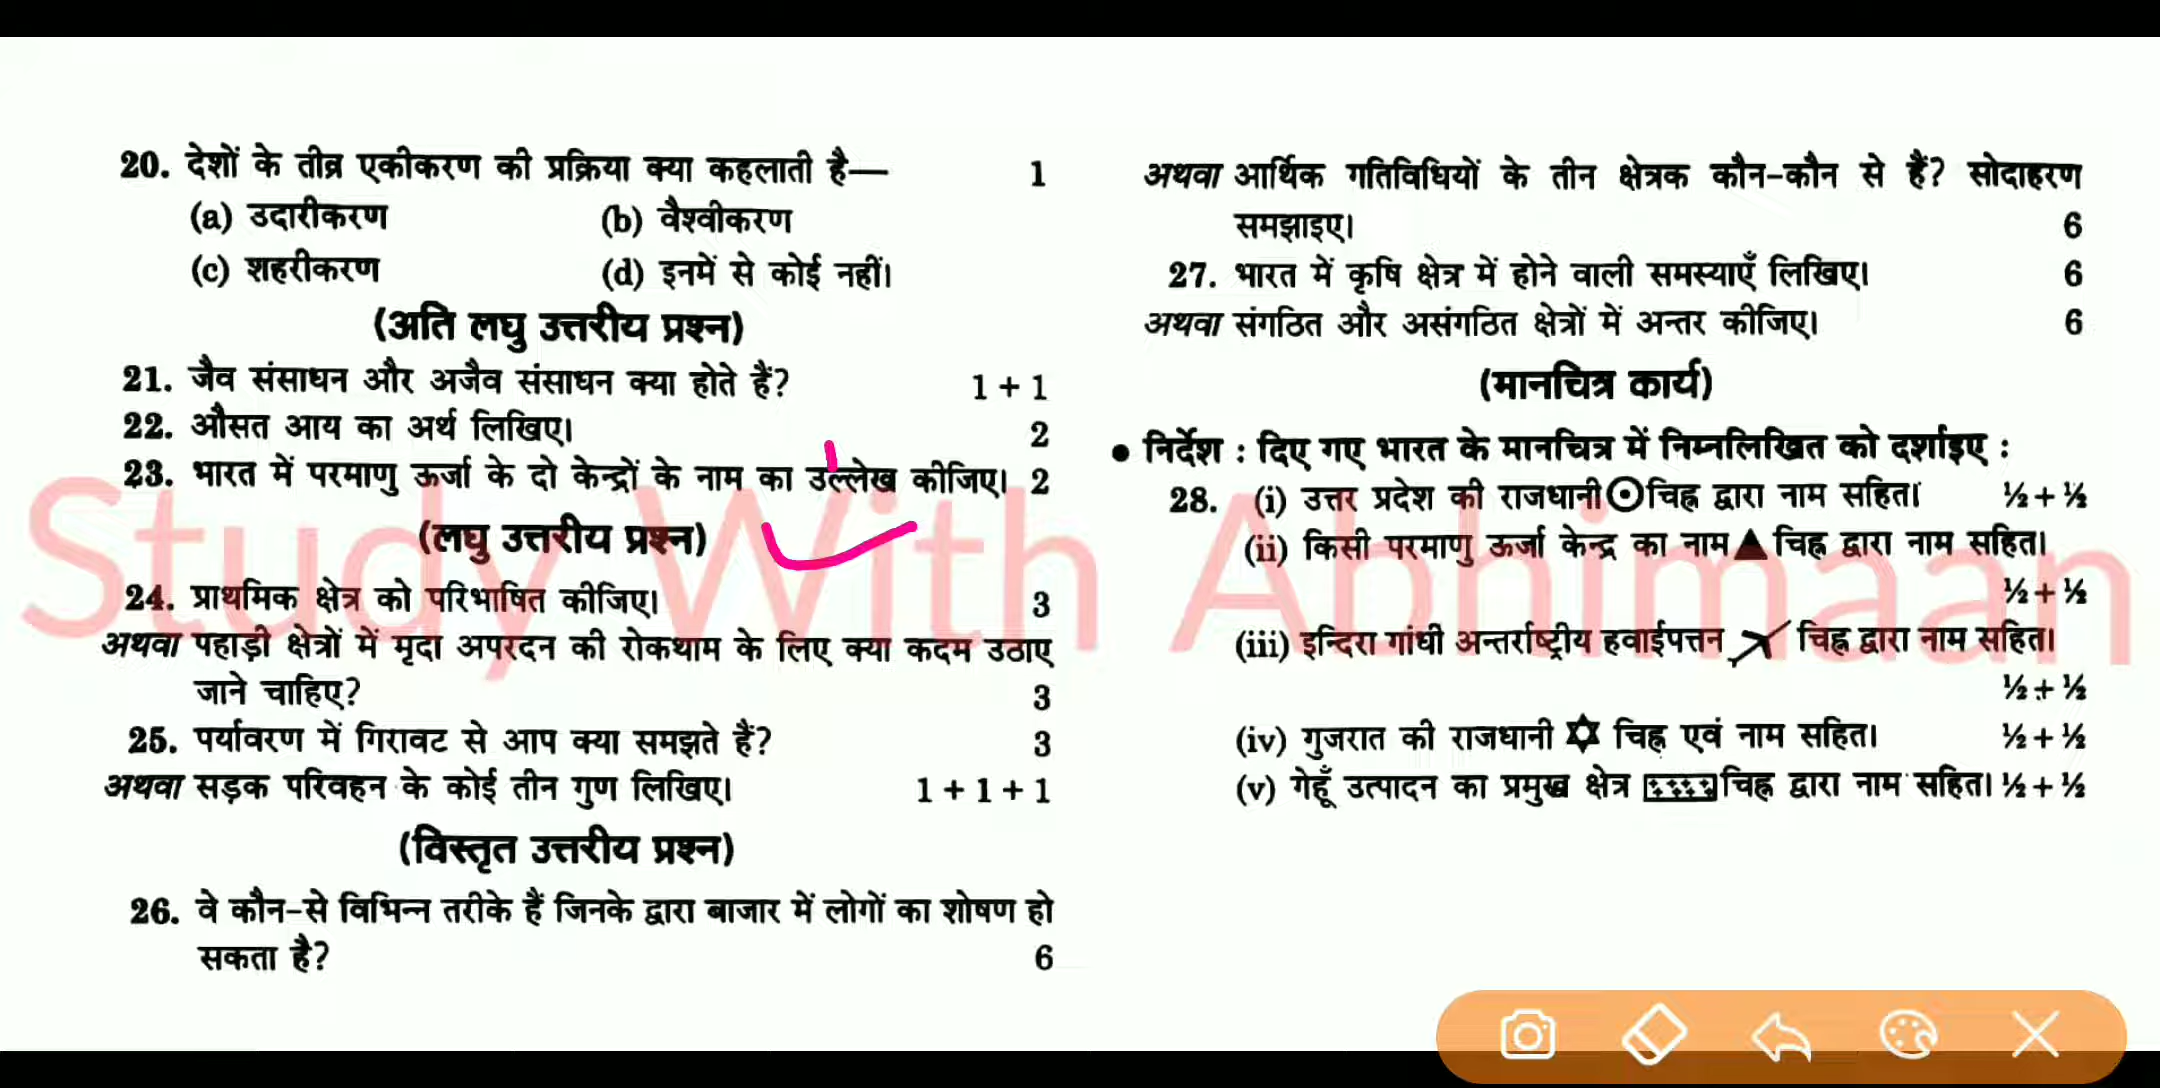 20. देशों के तीव्र एकीकरण की प्रक्रिया क्या कहलाती है— 1
(a) उदारीकरण (b) वैश्वीकरण
(c) शहरीकरण (d) इनमें से कोई नहीं।
(अति लघु उत्तरीय प्रश्न)
21. जैव संसाधन और अजैव संसाधन क्या होते हैं? 1 + 1
22. औसत आय का अर्थ लिखिए। 2
23. भारत में परमाणु ऊर्जा के दो केन्द्रों के नाम का उल्लेख कीजिए। 2
(लघु उत्तरीय प्रश्न)
24. प्राथमिक क्षेत्र को परिभाषित कीजिए। 3
अथवा पहाड़ी क्षेत्रों में मृदा अपरदन की रोकथाम के लिए क्या कदम उठाए
जाने चाहिए? 3
25. पर्यावरण में गिरावट से आप क्या समझते हैं? 3
अथवा सड़क परिवहन के कोई तीन गुण लिखिए। 1 + 1 + 1
(विस्तृत उत्तरीय प्रश्न)
26. वे कौन-से विभिन्न तरीके हैं जिनके द्वारा बाजार में लोगों का शोषण हो
सकता है? 6
अथवा आर्थिक गतिविधियों के तीन क्षेत्रक कौन-कौन से हैं? सोदाहरण
समझाइए। 6
27. भारत में कृषि क्षेत्र में होने वाली समस्याएँ लिखिए। 6
अथवा संगठित और असंगठित क्षेत्रों में अन्तर कीजिए। 6
(मानचित्र कार्य)
● निर्देश : दिए गए भारत के मानचित्र में निम्नलिखित को दर्शाइए :
28. (i) उत्तर प्रदेश की राजधानी ⊙ चिह्न द्वारा नाम सहित। ½ + ½
(ii) किसी परमाणु ऊर्जा केन्द्र का नाम ▲ चिह्न द्वारा नाम सहित।
½ + ½
(iii) इन्दिरा गांधी अन्तर्राष्ट्रीय हवाईपत्तन चिह्न द्वारा नाम सहित।
½ + ½
(iv) गुजरात की राजधानी ✡ चिह्न एवं नाम सहित। ½ + ½
(v) गेहूँ उत्पादन का प्रमुख क्षेत्र चिह्न द्वारा नाम सहित। ½ + ½
Study With Abhimaan